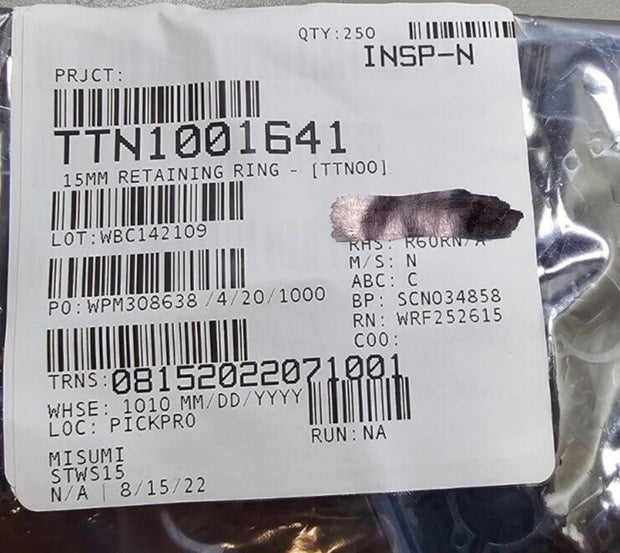 QTY:250
INSP-N
PRJCT:
TTN1001641
15MM RETAINING RING - [TTN00]
LOT:WBC142109
RHS: R60RN/A
M/S: N
ABC: C
PO:WPM308638/4/20/1000
BP: SCN034858
RN: WRF252615
COO:
TRNS:08152022071001
WHSE: 1010 MM/DD/YYYY
LOC: PICKPRO
RUN:NA
MISUMI
STWS15
N/A | 8/15/22